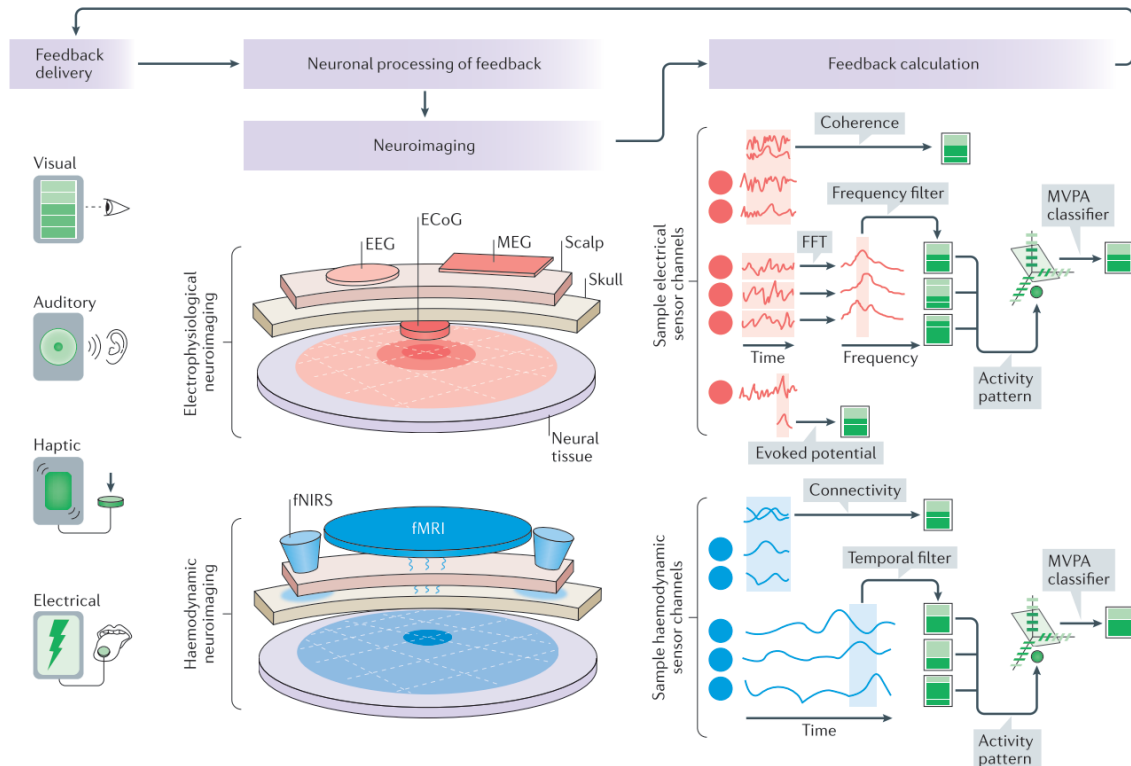 Feedback
delivery
Neuronal processing of feedback
Feedback calculation
Neuroimaging
Visual
Auditory
Haptic
Electrical
Electrophysiological
neuroimaging
EEG
ECoG
MEG
Scalp
Skull
Neural
tissue
Haemodynamic
neuroimaging
fNIRS
fMRI
Sample electrical
sensor channels
Coherence
Frequency filter
FFT
MVPA
classifier
Time
Frequency
Activity
pattern
Evoked potential
Sample haemodynamic
sensor channels
Connectivity
Temporal filter
MVPA
classifier
Time
Activity
pattern